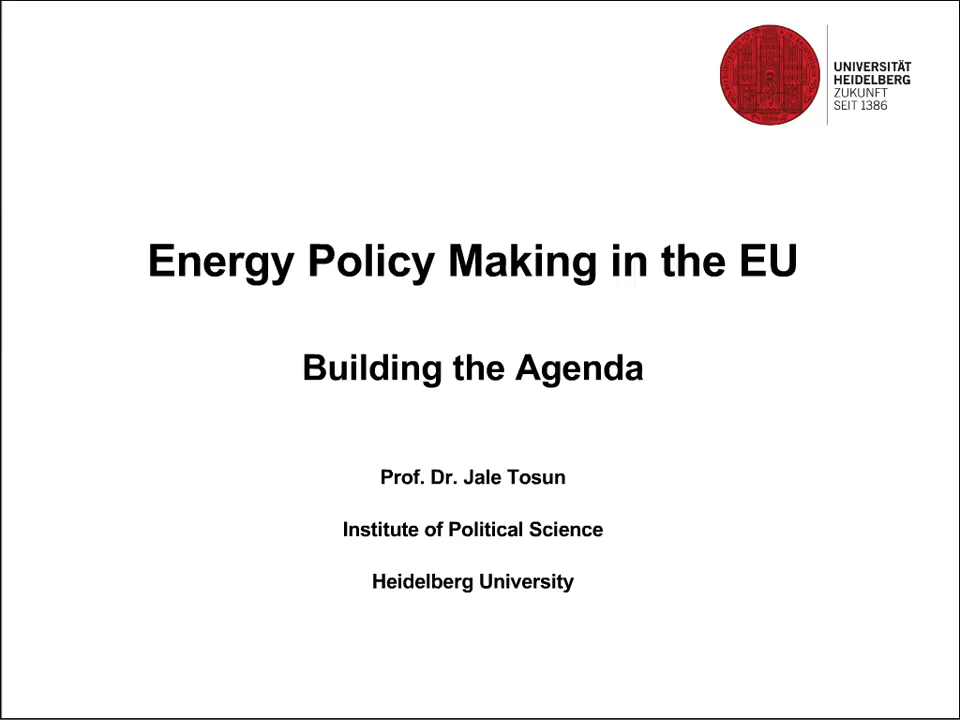 UNIVERSITÄT
HEIDELBERG
ZUKUNFT
SEIT 1386
Energy Policy Making in the EU
Building the Agenda
Prof. Dr. Jale Tosun
Institute of Political Science
Heidelberg University